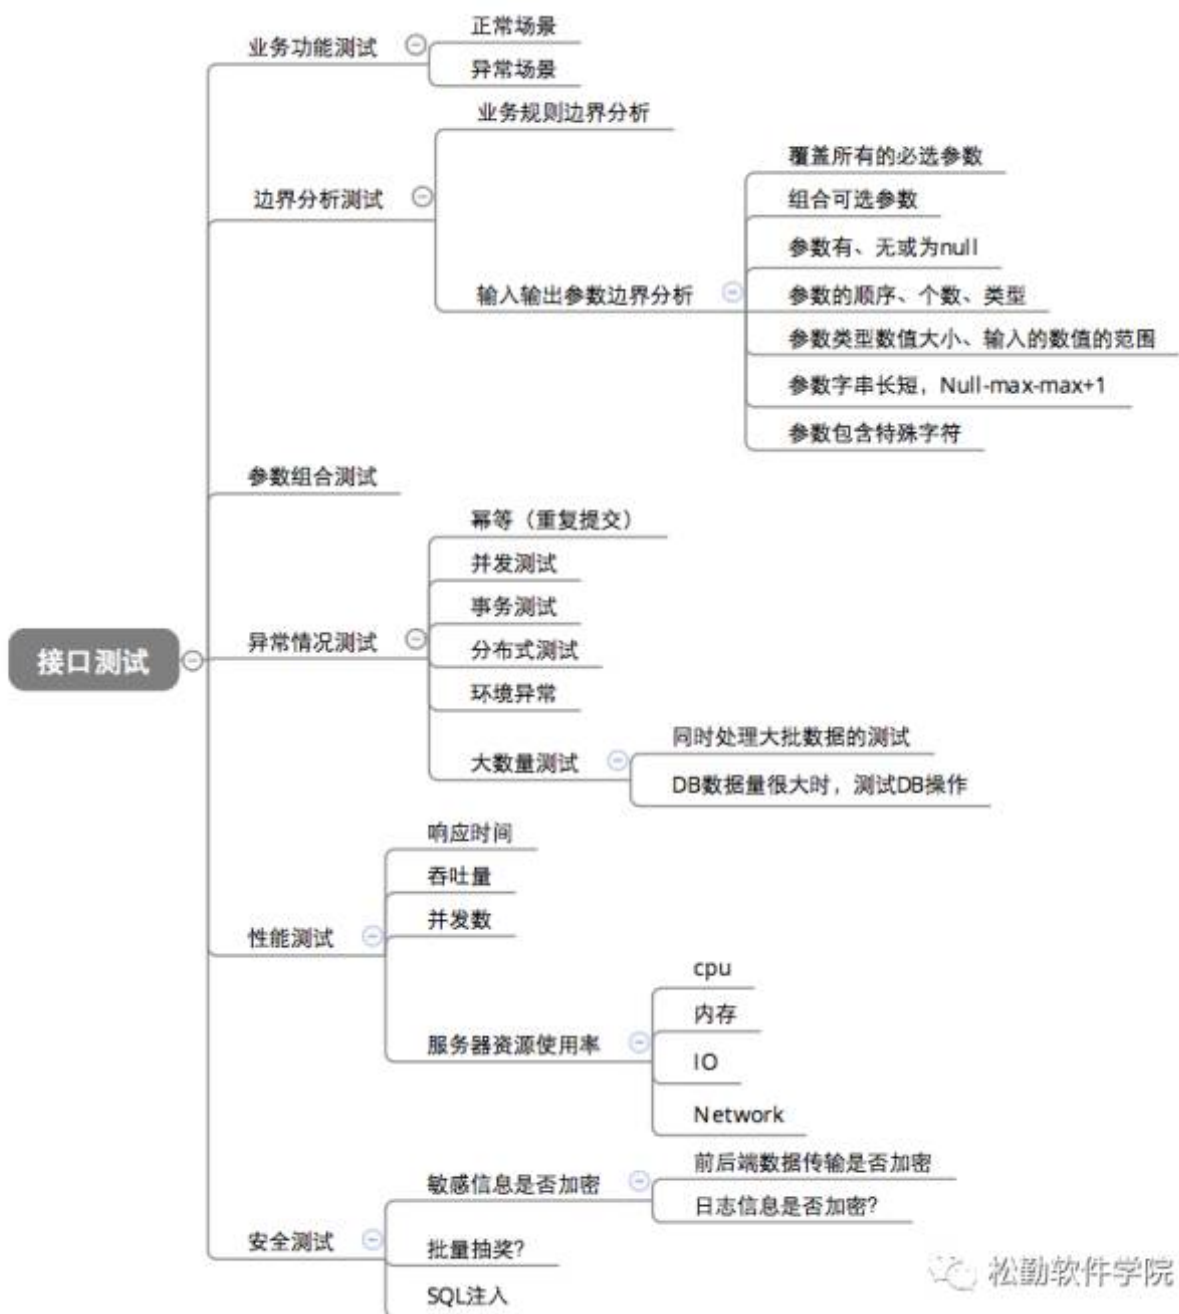 业务功能测试
正常场景
异常场景
边界分析测试
业务规则边界分析
输入输出参数边界分析
覆盖所有的必选参数
组合可选参数
参数有、无或为null
参数的顺序、个数、类型
参数类型数值大小、输入的数值的范围
参数字串长短，Null-max-max+1
参数包含特殊字符
参数组合测试
接口测试
异常情况测试
幂等（重复提交）
并发测试
事务测试
分布式测试
环境异常
大数量测试
同时处理大批数据的测试
DB数据量很大时，测试DB操作
性能测试
响应时间
吞吐量
并发数
服务器资源使用率
cpu
内存
IO
Network
安全测试
敏感信息是否加密
前后端数据传输是否加密
日志信息是否加密?
批量抽奖?
SQL注入
松勤软件学院